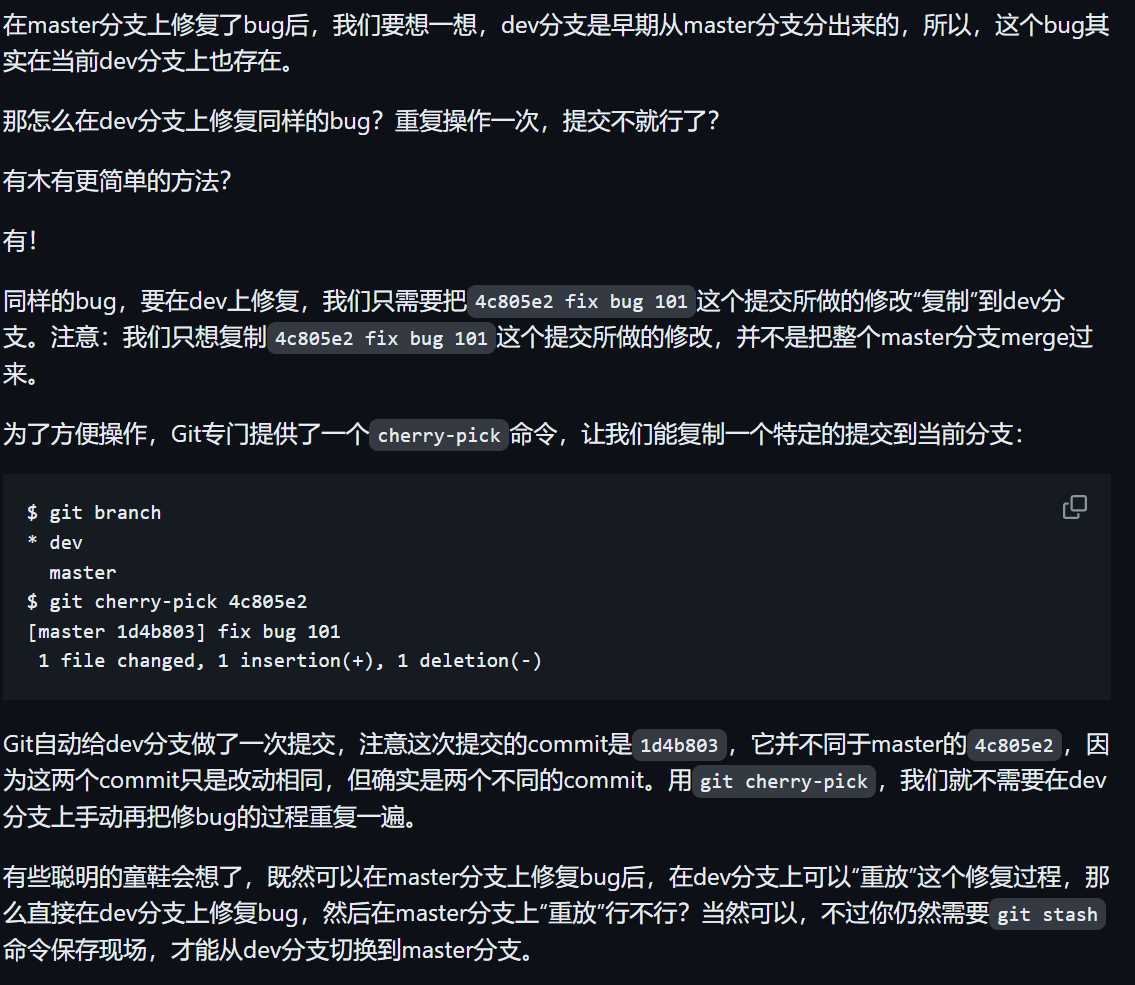 在master分支上修复了bug后，我们要想一想，dev分支是早期从master分支分出来的，所以，这个bug其
实在当前dev分支上也存在。
那怎么在dev分支上修复同样的bug？重复操作一次，提交不就行了？
有木有更简单的方法？
有！
同样的bug，要在dev上修复，我们只需要把4c805e2 fix bug 101这个提交所做的修改“复制”到dev分
支。注意：我们只想复制4c805e2 fix bug 101这个提交所做的修改，并不是把整个master分支merge过
来。
为了方便操作，Git专门提供了一个cherry-pick命令，让我们能复制一个特定的提交到当前分支：
$ git branch
* dev
  master
$ git cherry-pick 4c805e2
[master 1d4b803] fix bug 101
 1 file changed, 1 insertion(+), 1 deletion(-)
Git自动给dev分支做了一次提交，注意这次提交的commit是1d4b803，它并不同于master的4c805e2，因
为这两个commit只是改动相同，但确实是两个不同的commit。用git cherry-pick，我们就不需要在dev
分支上手动再把修bug的过程重复一遍。
有些聪明的童鞋会想了，既然可以在master分支上修复bug后，在dev分支上可以“重放”这个修复过程，那
么直接在dev分支上修复bug，然后在master分支上“重放”行不行？当然可以，不过你仍然需要git stash
命令保存现场，才能从dev分支切换到master分支。